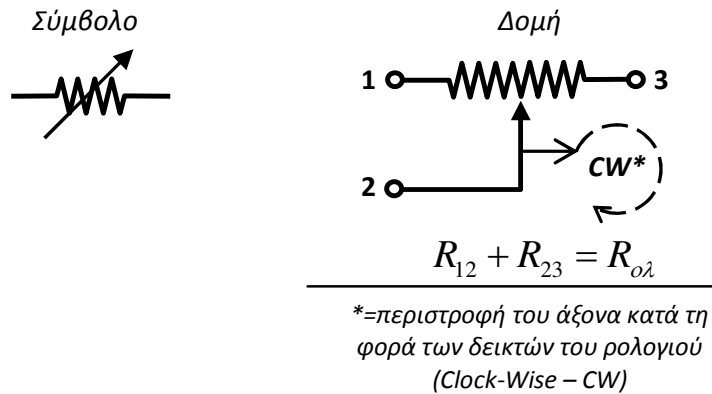 Σύμβολο
Δομή
1
3
2
CW*
R₁₂ + R₂₃ = R_ολ
*=περιστροφή του άξονα κατά τη
φορά των δεικτών του ρολογιού
(Clock-Wise – CW)